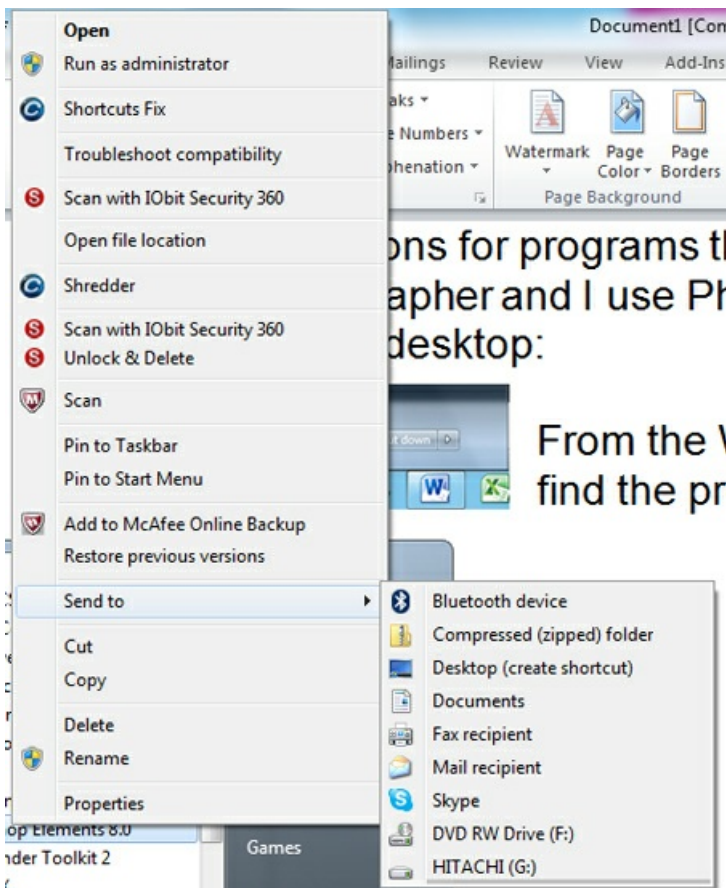 Open
Document1 [Com
Run as administrator
Mailings Review View Add-Ins
Shortcuts Fix
Troubleshoot compatibility
Watermark
Page Color
Page Borders
Page Background
Scan with IObit Security 360
Open file location
Shredder
Scan with IObit Security 360
Unlock & Delete
Scan
Pin to Taskbar
Pin to Start Menu
Add to McAfee Online Backup
Restore previous versions
Send to
Cut
Copy
Delete
Rename
Properties
ons for programs th
apher and I use Ph
desktop:
From the W
find the pr
Bluetooth device
Compressed (zipped) folder
Desktop (create shortcut)
Documents
Fax recipient
Mail recipient
Skype
DVD RW Drive (F:)
HITACHI (G:)
op Elements 8.0
nder Toolkit 2
Games